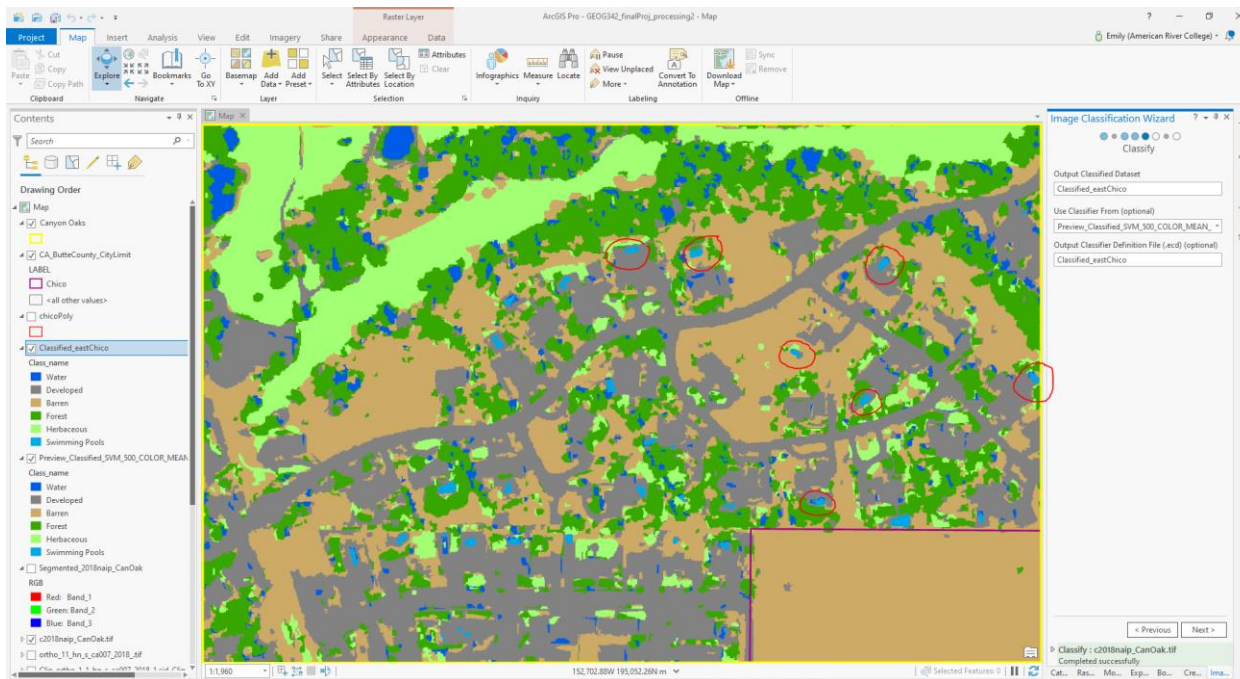 Raster Layer
ArcGIS Pro - GEOG342_finalProj_processing2 - Map
Project Map Insert Analysis View Edit Imagery Share Appearance Data
Emily (American River College)
Cut
Copy
Copy Path
Paste
Explore
Bookmarks
Go To XY
Basemap
Add Data
Add Preset
Select
Select By Attributes
Select By Location
Attributes
Clear
Infographics
Measure
Locate
Pause
View Unplaced
More
Convert To Annotation
Download Map
Sync
Remove
Clipboard
Navigate
Layer
Selection
Inquiry
Labeling
Offline
Contents
Search
Drawing Order
Map
Canyon Oaks
CA_ButteCounty_CityLimit
LABEL
Chico
<all other values>
chicoPoly
Classified_eastChico
Class_name
Water
Developed
Barren
Forest
Herbaceous
Swimming Pools
Preview_Classified_SVM_500_COLOR_MEAN
Class_name
Water
Developed
Barren
Forest
Herbaceous
Swimming Pools
Segmented_2018naip_CanOak
RGB
Red: Band_1
Green: Band_2
Blue: Band_3
c2018naip_CanOak.tif
Map
1:1,960
152,702.88W 195,052.26N m
Selected Features: 0
Image Classification Wizard
Classify
Output Classified Dataset
Classified_eastChico
Use Classifier From (optional)
Preview_Classified_SVM_500_COLOR_MEAN_
Output Classifier Definition File (.ecd) (optional)
Classified_eastChico
< Previous
Next >
Classify : c2018naip_CanOak.tif
Completed successfully
Cat... Ras... Mo... Exp... Bo... Cre... Ima...